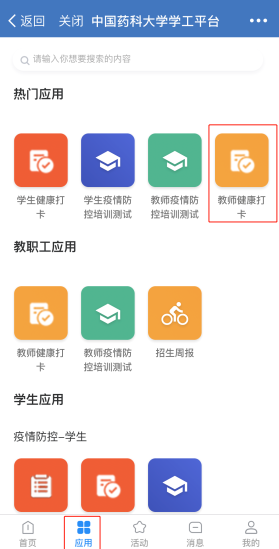 返回 关闭 中国药科大学学工平台
请输入你想要搜索的内容
热门应用
学生健康打卡 学生疫情防控培训测试 教师疫情防控培训测试 教师健康打卡
教职工应用
教师健康打卡 教师疫情防控培训测试 招生周报
学生应用
疫情防控-学生
首页 应用 活动 消息 我的